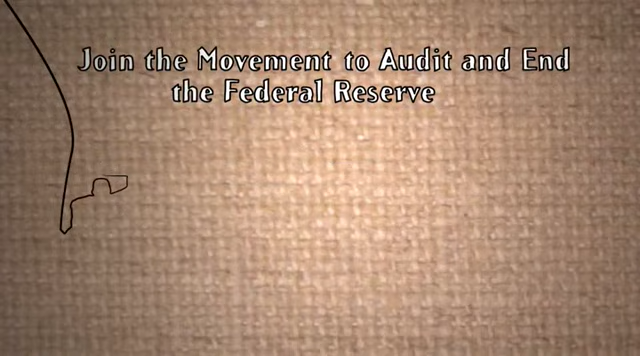 Join the Movement to Audit and End
the Federal Reserve